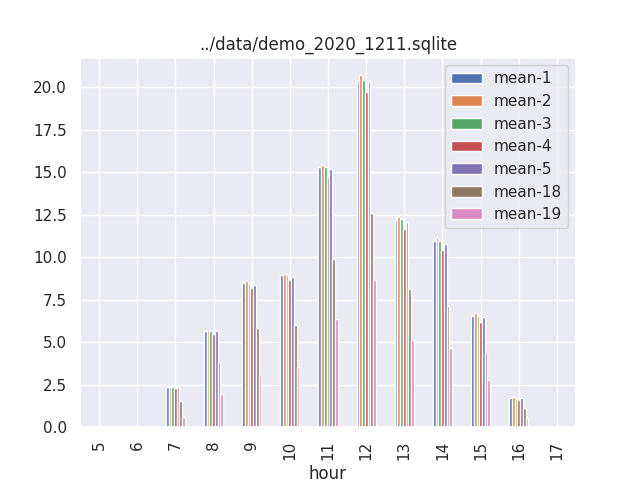 ../data/demo_2020_1211.sqlite
20.0
17.5
15.0
12.5
10.0
7.5
5.0
2.5
0.0
mean-1
mean-2
mean-3
mean-4
mean-5
mean-18
mean-19
5 6 7 8 9 10 11 12 13 14 15 16 17
hour